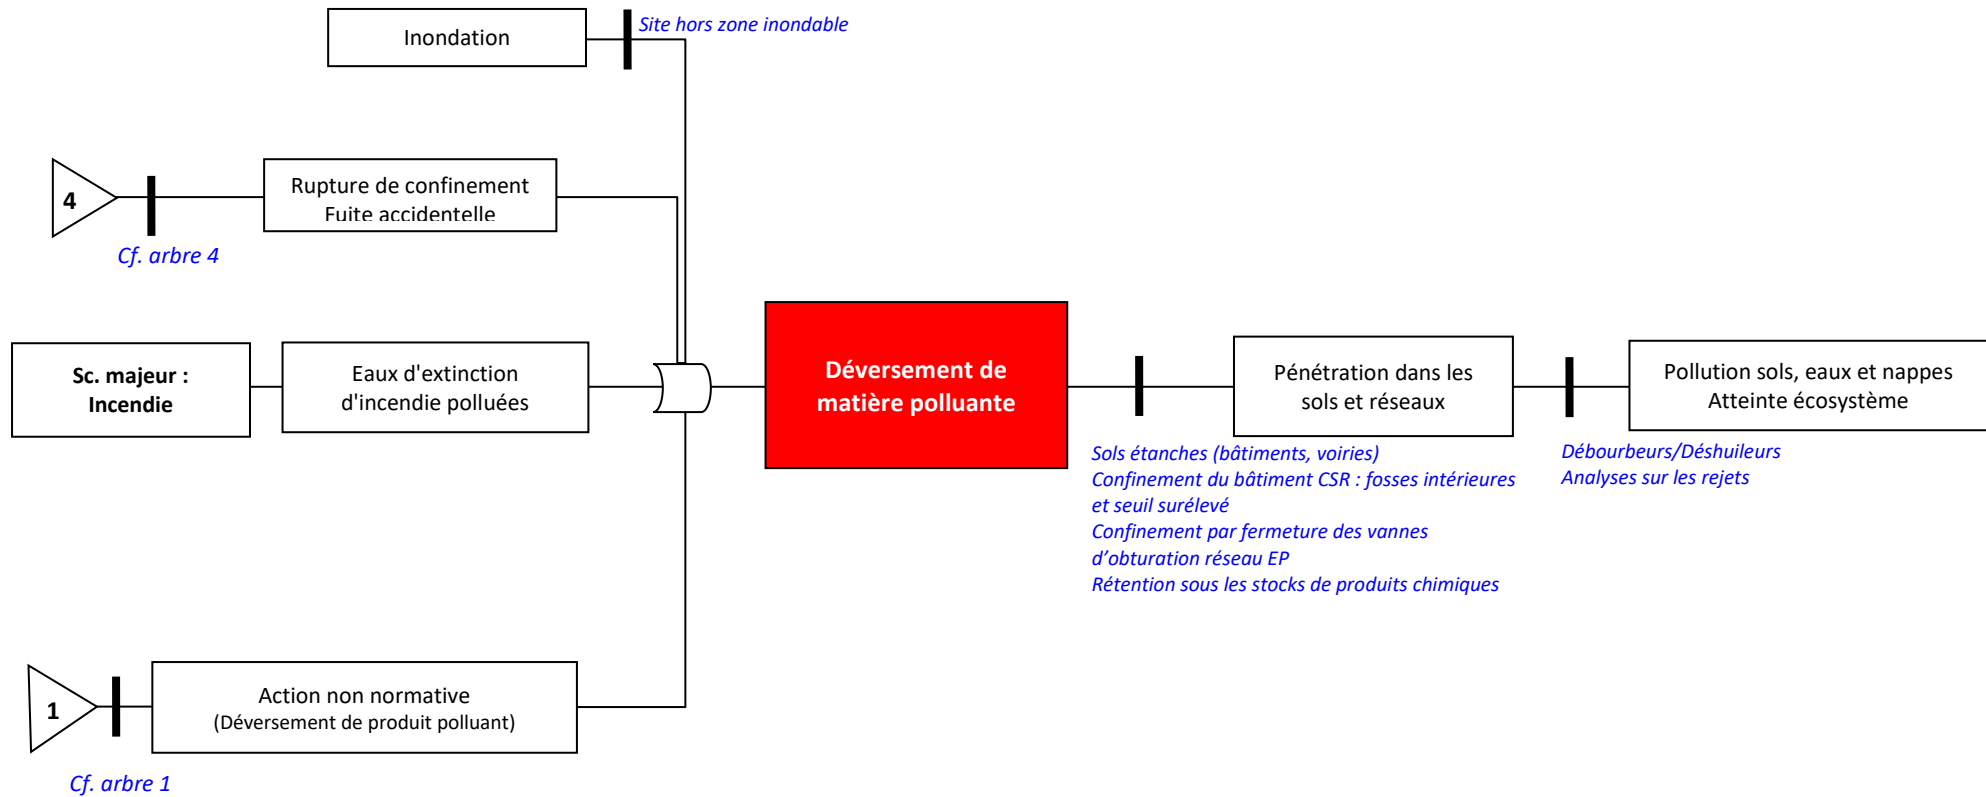 Inondation
Site hors zone inondable
4
Rupture de confinement
Fuite accidentelle
Cf. arbre 4
Sc. majeur :
Incendie
Eaux d'extinction
d'incendie polluées
Déversement de
matière polluante
Pénétration dans les
sols et réseaux
Pollution sols, eaux et nappes
Atteinte écosystème
Sols étanches (bâtiments, voiries)
Confinement du bâtiment CSR : fosses intérieures
et seuil surélevé
Confinement par fermeture des vannes
d’obturation réseau EP
Rétention sous les stocks de produits chimiques
Débourbeurs/Déshuileurs
Analyses sur les rejets
1
Action non normative
(Déversement de produit polluant)
Cf. arbre 1